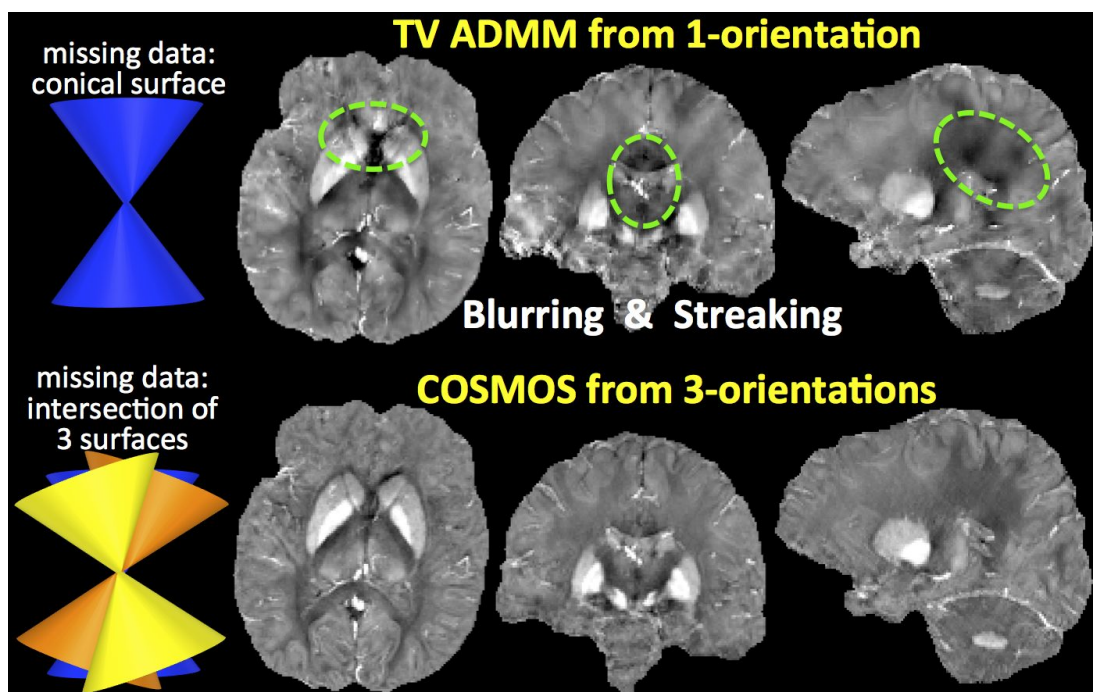 missing data:
conical surface
TV ADMM from 1-orientation
Blurring & Streaking
missing data:
intersection of
3 surfaces
COSMOS from 3-orientations